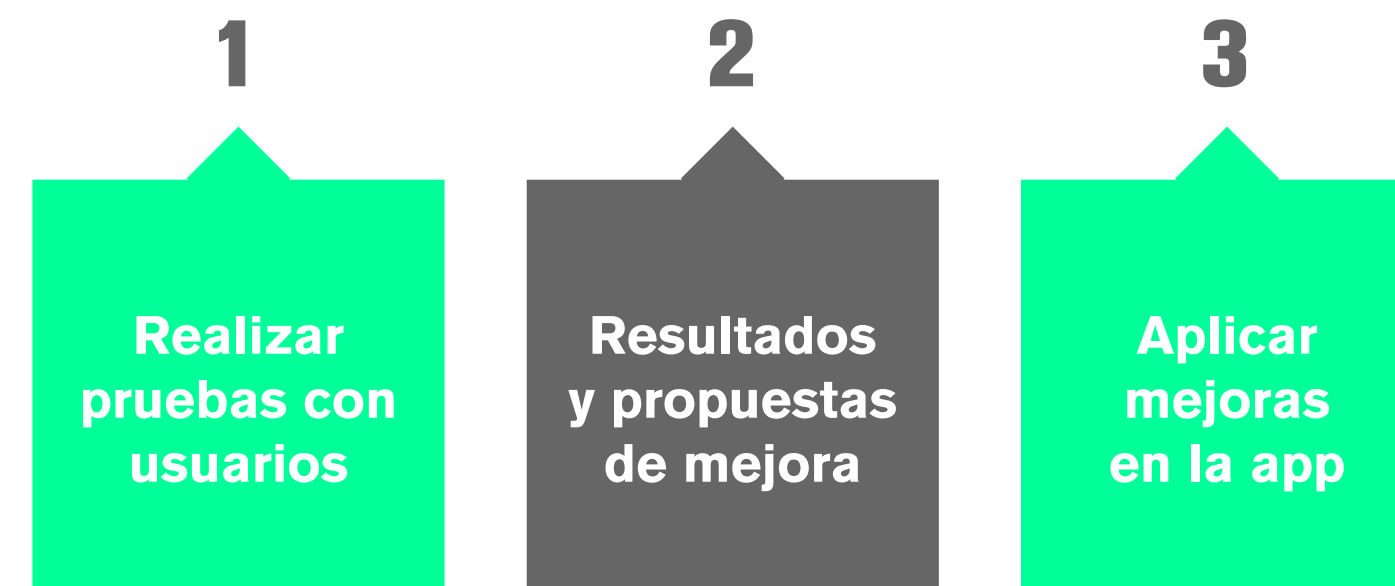 1
Realizar
pruebas con
usuarios
2
Resultados
y propuestas
de mejora
3
Aplicar
mejoras
en la app